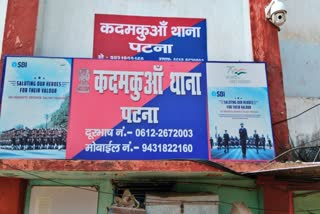 कदमकुआँ थाना
पटना
SBI
SALUTING OUR HEROES
FOR THEIR VALOUR
कदमकुआँ थाना
पटना
दूरभाष नं.- 0612-2672003
मोबाईल नं.- 9431822160
SBI
SALUTING OUR HEROES
FOR THEIR VALOUR